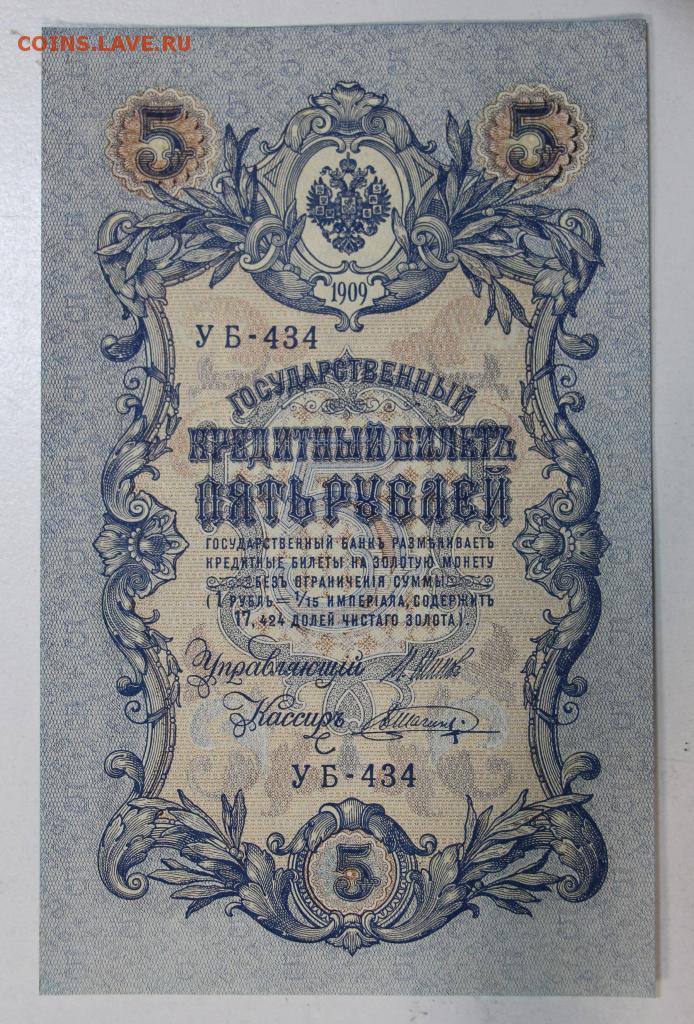 COINS.LAVE.RU
5 5
1909
УБ-434
ГОСУДАРСТВЕННЫЙ
КРЕДИТНЫЙ БИЛЕТЪ
ПЯТЬ РУБЛЕЙ
ГОСУДАРСТВЕННЫЙ БАНКЪ РАЗМѢНИВАЕТЪ
КРЕДИТНЫЕ БИЛЕТЫ НА ЗОЛОТУЮ МОНЕТУ
БЕЗЪ ОГРАНИЧЕНІЯ СУММЫ
(1 РУБЛЬ = 1/15 ИМПЕРІАЛА, СОДЕРЖИТЪ
17,424 ДОЛЕЙ ЧИСТАГО ЗОЛОТА).
Управляющій
Кассиръ
УБ-434
5